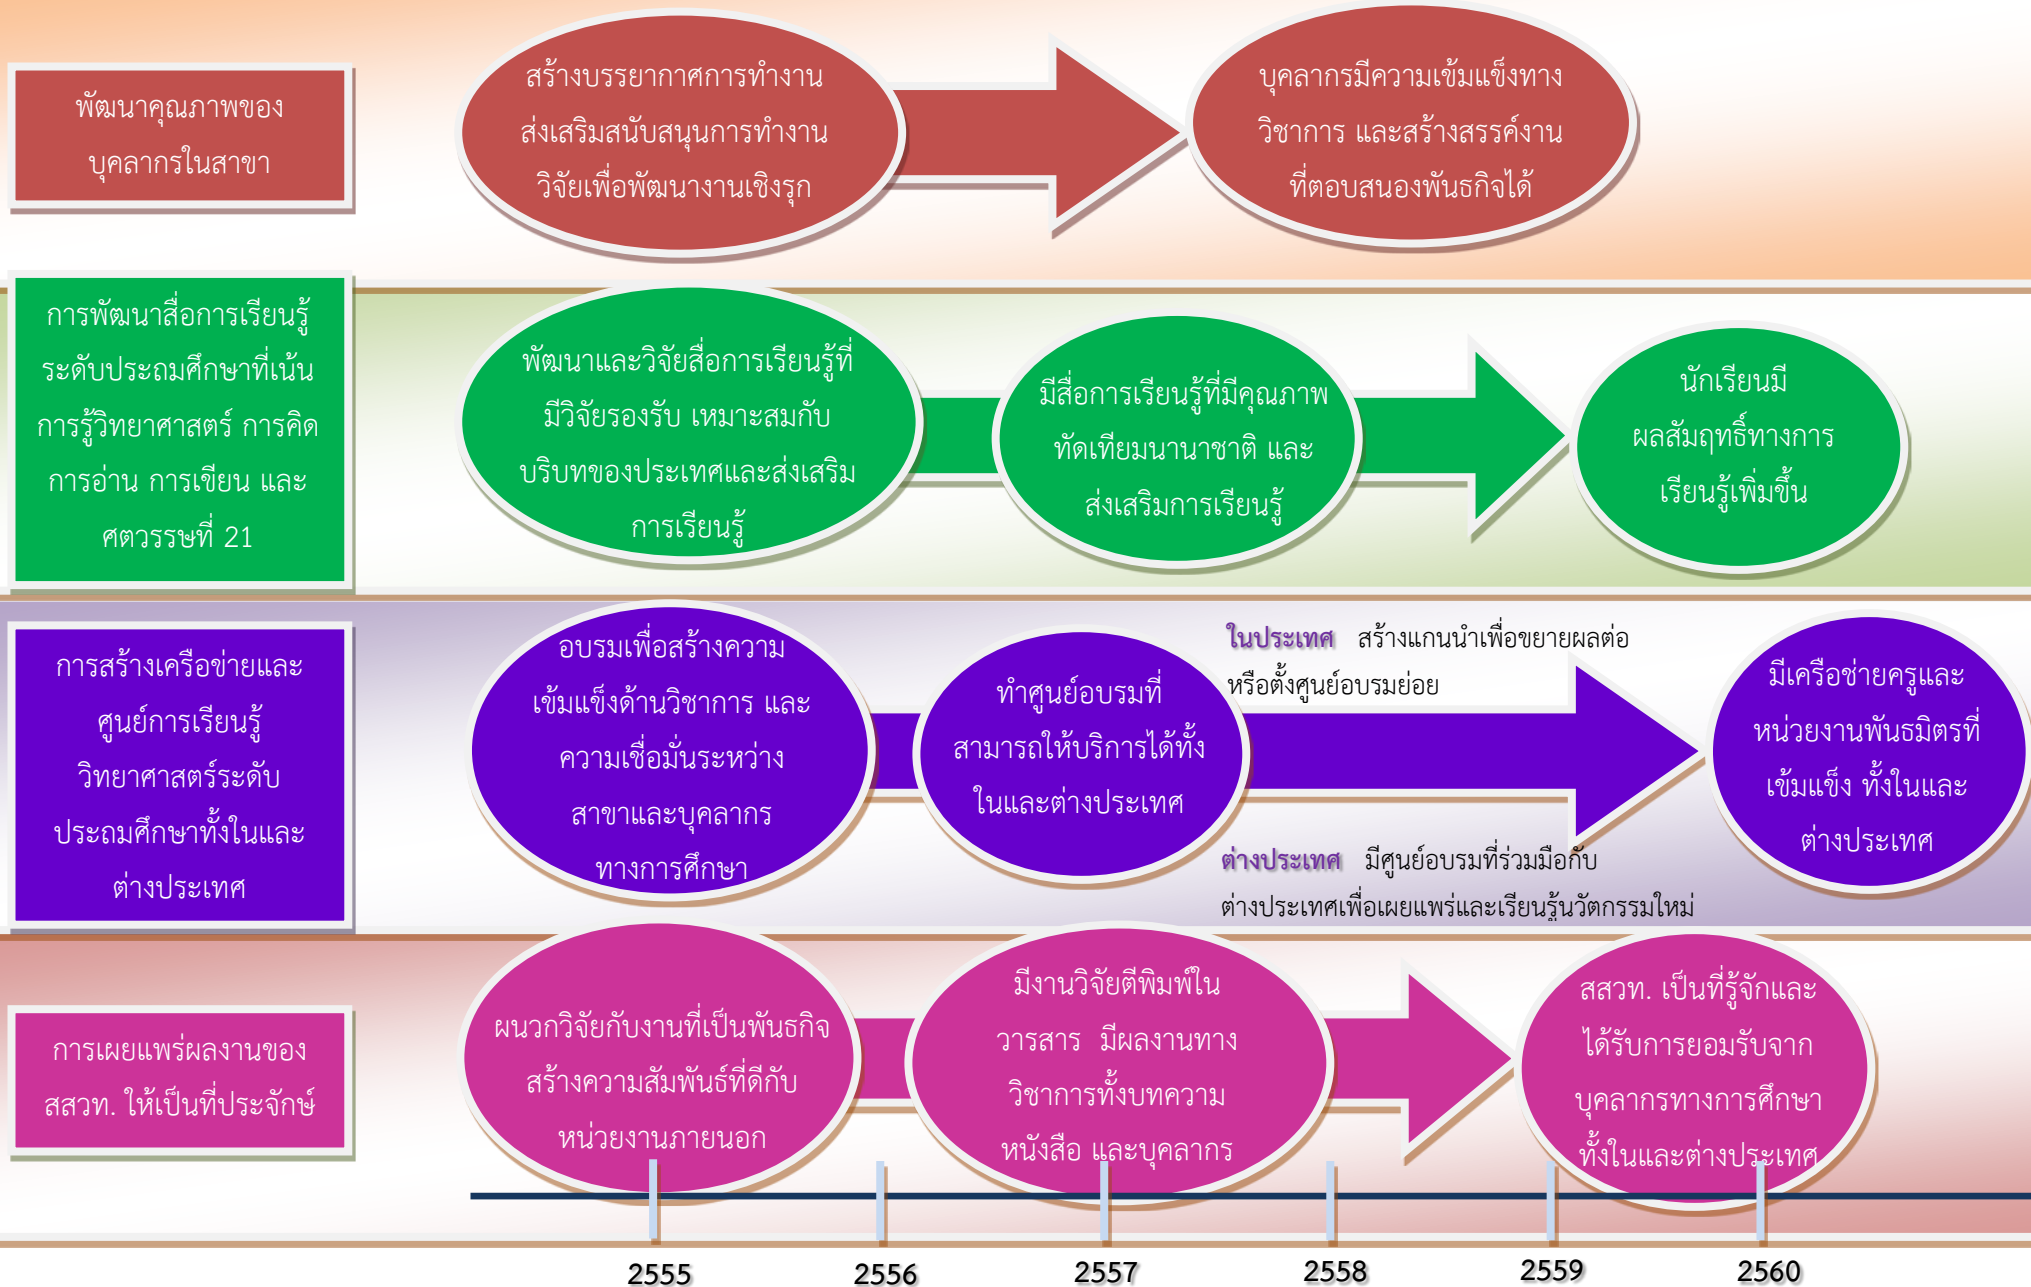 พัฒนาคุณภาพของ
บุคลากรในสาขา
สร้างบรรยากาศการทำงาน
ส่งเสริมสนับสนุนการทำงาน
วิจัยเพื่อพัฒนางานเชิงรุก
บุคลากรมีความเข้มแข็งทาง
วิชาการ และสร้างสรรค์งาน
ที่ตอบสนองพันธกิจได้
การพัฒนาสื่อการเรียนรู้
ระดับประถมศึกษาที่เน้น
การรู้วิทยาศาสตร์ การคิด
การอ่าน การเขียน และ
ศตวรรษที่ 21
พัฒนาและวิจัยสื่อการเรียนรู้ที่
มีวิจัยรองรับ เหมาะสมกับ
บริบทของประเทศและส่งเสริม
การเรียนรู้
มีสื่อการเรียนรู้ที่มีคุณภาพ
ทัดเทียมนานาชาติ และ
ส่งเสริมการเรียนรู้
นักเรียนมี
ผลสัมฤทธิ์ทางการ
เรียนรู้เพิ่มขึ้น
การสร้างเครือข่ายและ
ศูนย์การเรียนรู้
วิทยาศาสตร์ระดับ
ประถมศึกษาทั้งในและ
ต่างประเทศ
อบรมเพื่อสร้างความ
เข้มแข็งด้านวิชาการ และ
ความเชื่อมั่นระหว่าง
สาขาและบุคลากร
ทางการศึกษา
ทำศูนย์อบรมที่
สามารถให้บริการได้ทั้ง
ในและต่างประเทศ
ในประเทศ สร้างแกนนำเพื่อขยายผลต่อ
หรือตั้งศูนย์อบรมย่อย
ต่างประเทศ มีศูนย์อบรมที่ร่วมมือกับ
ต่างประเทศเพื่อเผยแพร่และเรียนรู้นวัตกรรมใหม่
มีเครือช่ายครูและ
หน่วยงานพันธมิตรที่
เข้มแข็ง ทั้งในและ
ต่างประเทศ
การเผยแพร่ผลงานของ
สสวท. ให้เป็นที่ประจักษ์
ผนวกวิจัยกับงานที่เป็นพันธกิจ
สร้างความสัมพันธ์ที่ดีกับ
หน่วยงานภายนอก
มีงานวิจัยตีพิมพ์ใน
วารสาร มีผลงานทาง
วิชาการทั้งบทความ
หนังสือ และบุคลากร
สสวท. เป็นที่รู้จักและ
ได้รับการยอมรับจาก
บุคลากรทางการศึกษา
ทั้งในและต่างประเทศ
2555 2556 2557 2558 2559 2560